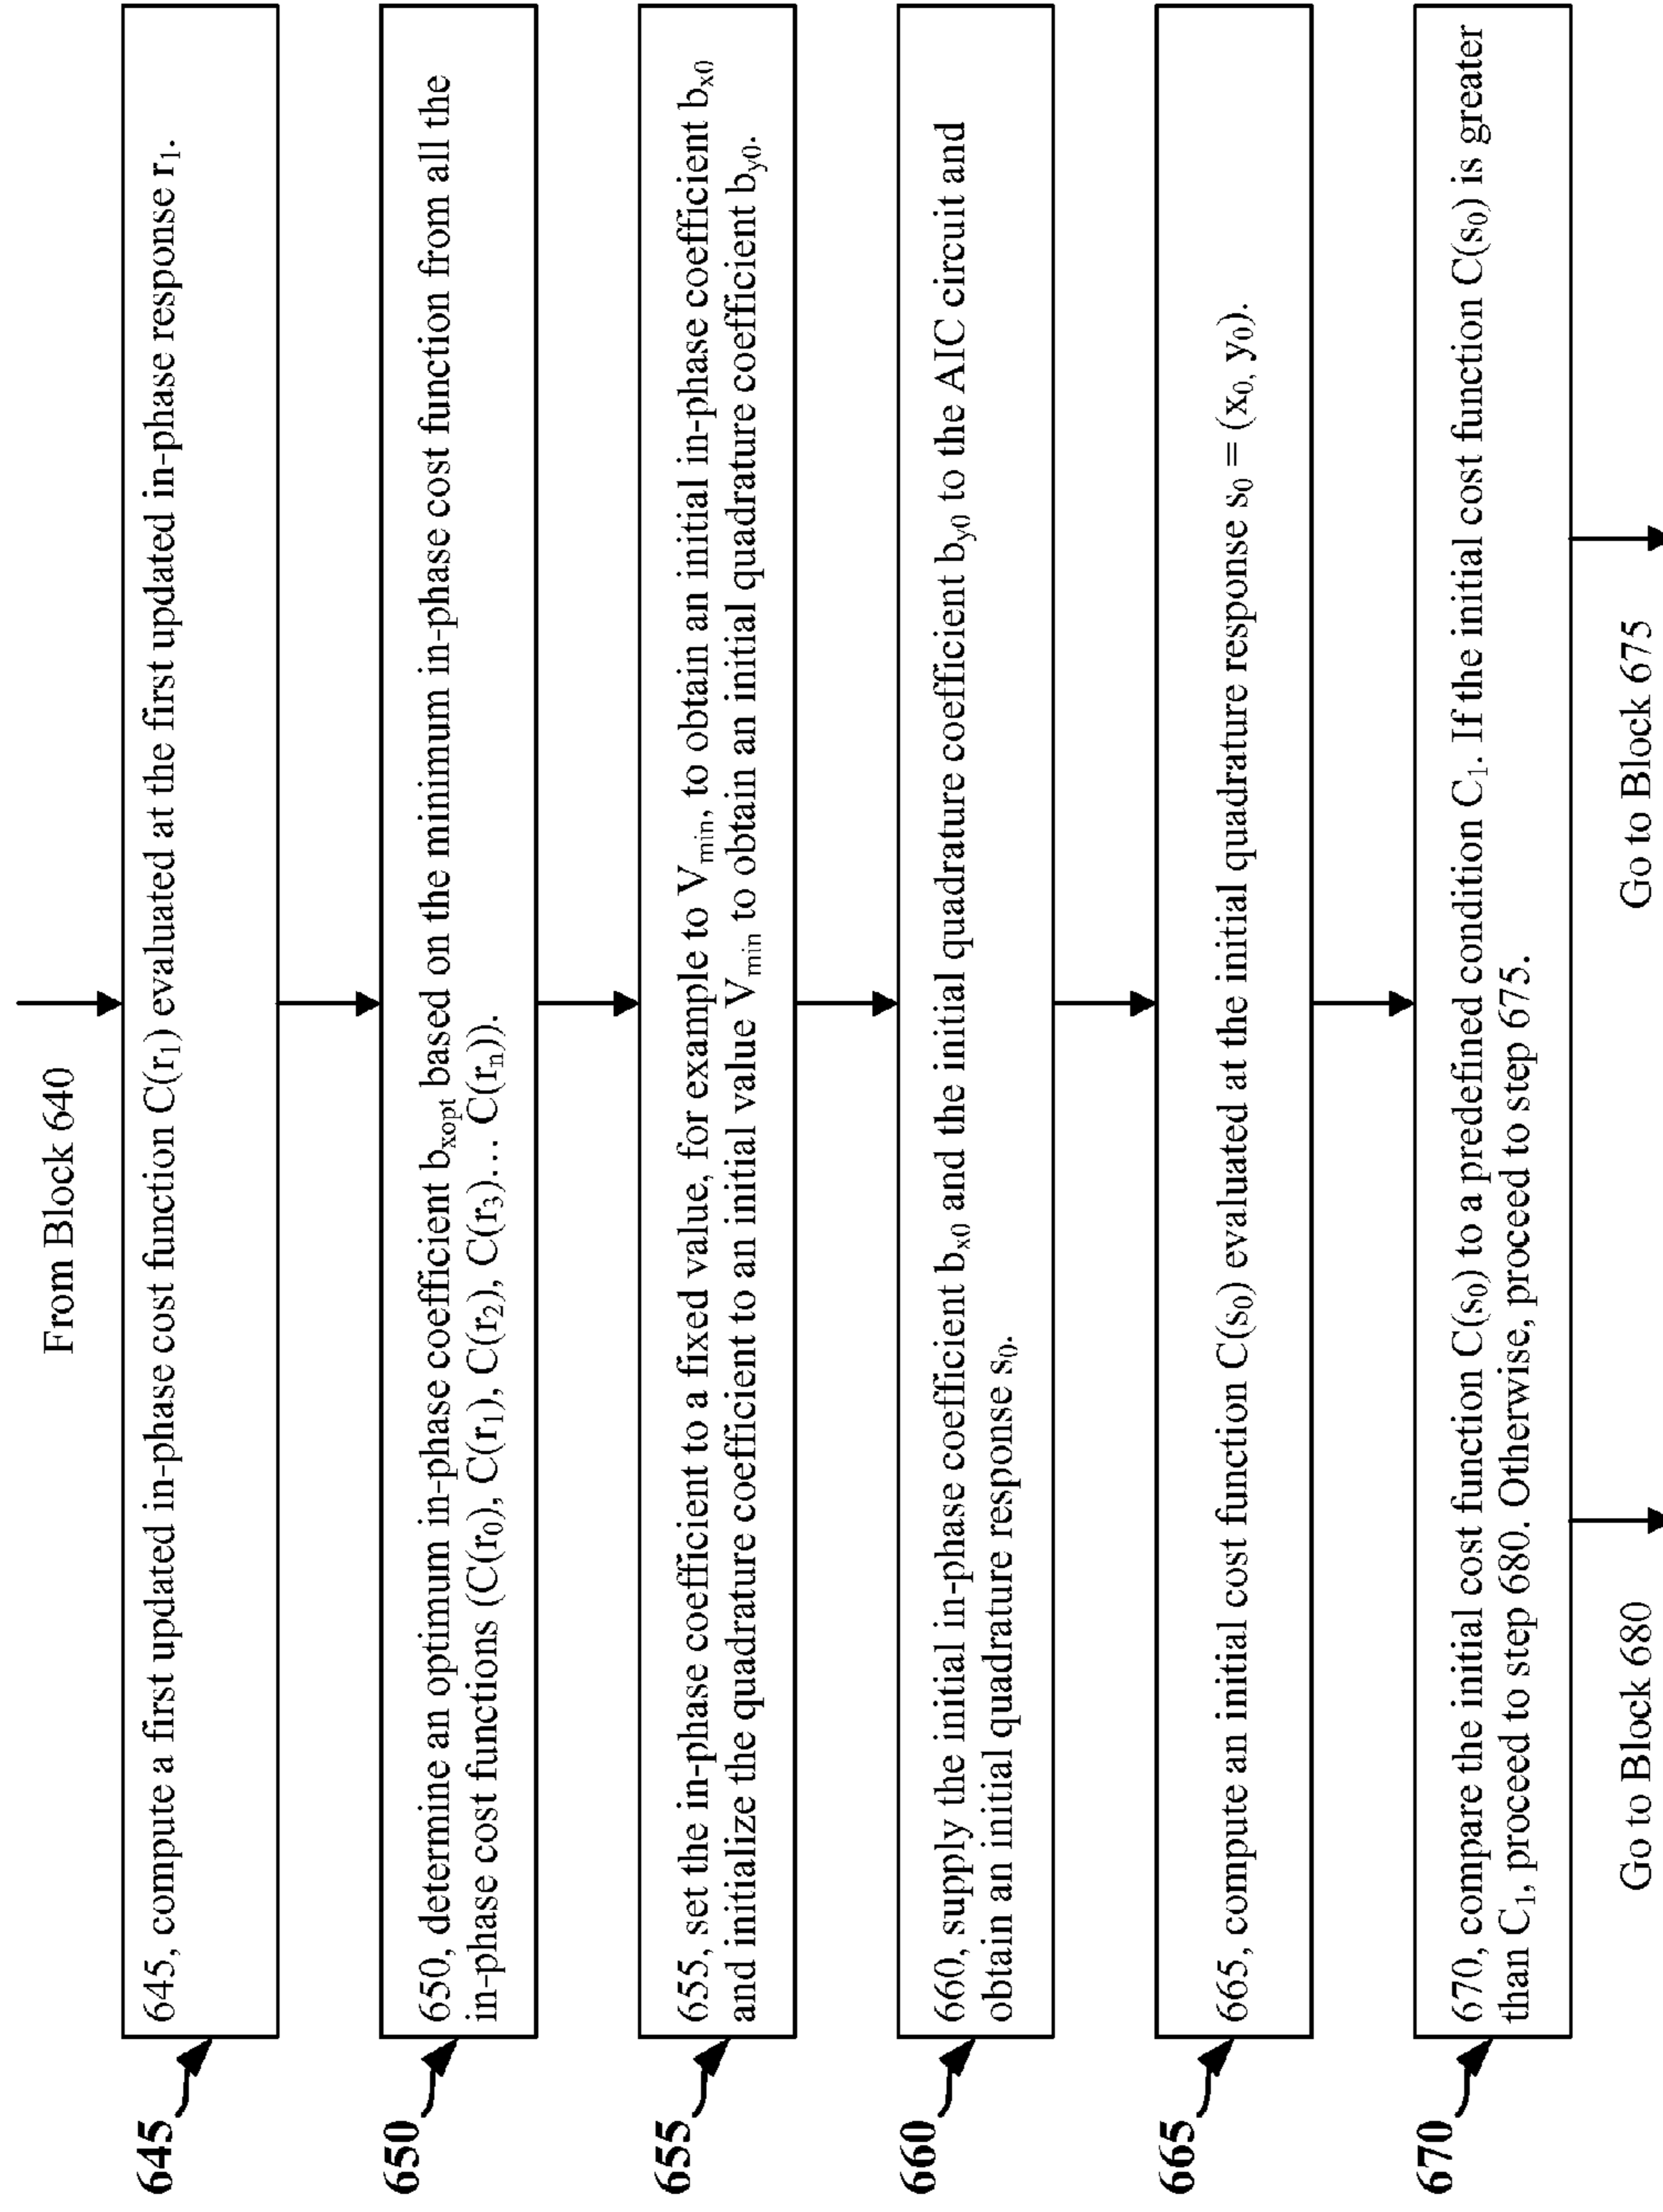 From Block 640
645
645, compute a first updated in-phase cost function C(r₁) evaluated at the first updated in-phase response r₁.
650
650, determine an optimum in-phase coefficient bₓₒₚₜ based on the minimum in-phase cost function from all the
in-phase cost functions (C(r₀), C(r₁), C(r₂), C(r₃)… C(rₙ)).
655
655, set the in-phase coefficient to a fixed value, for example to V_min, to obtain an initial in-phase coefficient b_x0
and initialize the quadrature coefficient to an initial value V_min to obtain an initial quadrature coefficient b_y0.
660
660, supply the initial in-phase coefficient b_x0 and the initial quadrature coefficient b_y0 to the AIC circuit and
obtain an initial quadrature response s₀.
665
665, compute an initial cost function C(s₀) evaluated at the initial quadrature response s₀ = (x₀, y₀).
670
670, compare the initial cost function C(s₀) to a predefined condition C₁. If the initial cost function C(s₀) is greater
than C₁, proceed to step 680. Otherwise, proceed to step 675.
Go to Block 680
Go to Block 675